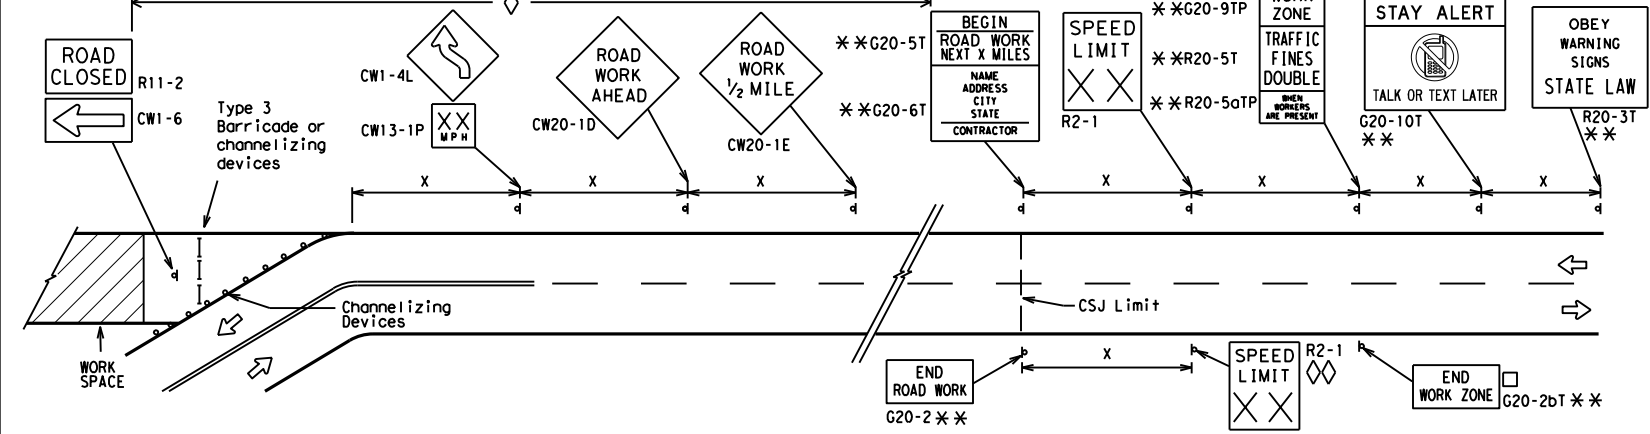 ROAD
CLOSED
R11-2
CW1-6
Type 3
Barricade or
channelizing
devices
CW1-4L
XX
MPH
CW13-1P
ROAD
WORK
AHEAD
CW20-1D
ROAD
WORK
1/2 MILE
CW20-1E
**G20-5T
**G20-6T
BEGIN
ROAD WORK
NEXT X MILES
NAME
ADDRESS
CITY
STATE
CONTRACTOR
SPEED
LIMIT
XX
R2-1
**G20-9TP
**R20-5T
**R20-5aTP
ZONE
TRAFFIC
FINES
DOUBLE
WHEN
WORKERS
ARE PRESENT
STAY ALERT
TALK OR TEXT LATER
G20-10T
**
OBEY
WARNING
SIGNS
STATE LAW
R20-3T
**
X X X X X X X
Channelizing
Devices
CSJ Limit
WORK
SPACE
END
ROAD WORK
G20-2**
X
SPEED
LIMIT
XX
R2-1
END
WORK ZONE
G20-2bT**